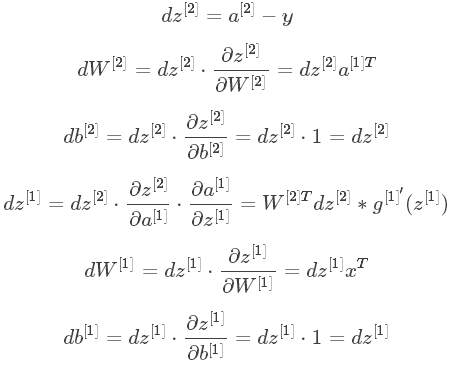 $dz^{[2]} = a^{[2]} - y$
$dW^{[2]} = dz^{[2]} \cdot \frac{\partial z^{[2]}}{\partial W^{[2]}} = dz^{[2]} a^{[1]T}$
$db^{[2]} = dz^{[2]} \cdot \frac{\partial z^{[2]}}{\partial b^{[2]}} = dz^{[2]} \cdot 1 = dz^{[2]}$
$dz^{[1]} = dz^{[2]} \cdot \frac{\partial z^{[2]}}{\partial a^{[1]}} \cdot \frac{\partial a^{[1]}}{\partial z^{[1]}} = W^{[2]T} dz^{[2]} * g^{[1]'}(z^{[1]})$
$dW^{[1]} = dz^{[1]} \cdot \frac{\partial z^{[1]}}{\partial W^{[1]}} = dz^{[1]} x^{T}$
$db^{[1]} = dz^{[1]} \cdot \frac{\partial z^{[1]}}{\partial b^{[1]}} = dz^{[1]} \cdot 1 = dz^{[1]}$